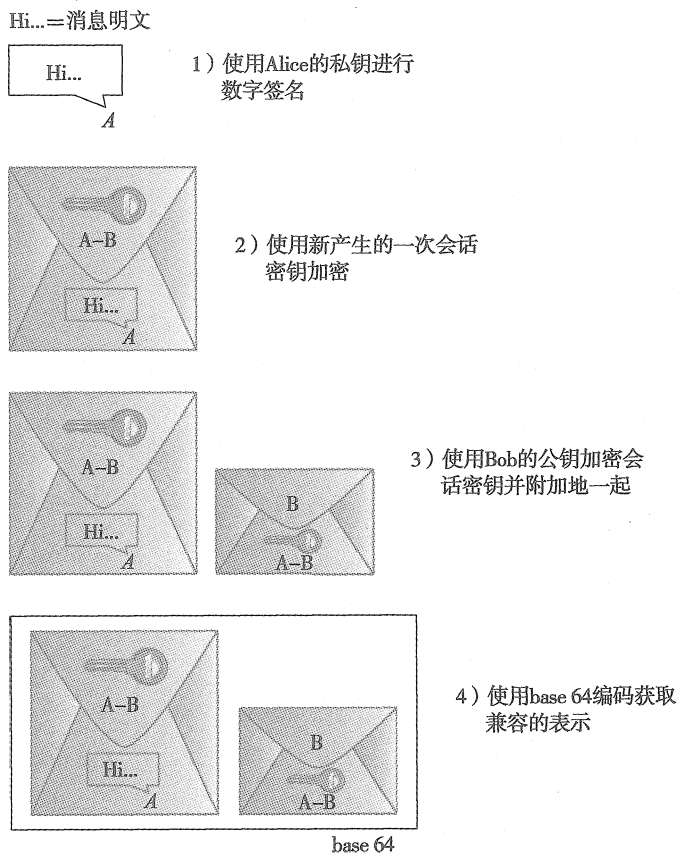 Hi...＝消息明文
Hi...
A
1）使用Alice的私钥进行
数字签名
A–B
Hi...
A
2）使用新产生的一次会话
密钥加密
A–B
Hi...
A
B
A–B
3）使用Bob的公钥加密会
话密钥并附加地一起
A–B
Hi...
A
B
A–B
4）使用base 64编码获取
兼容的表示
base 64